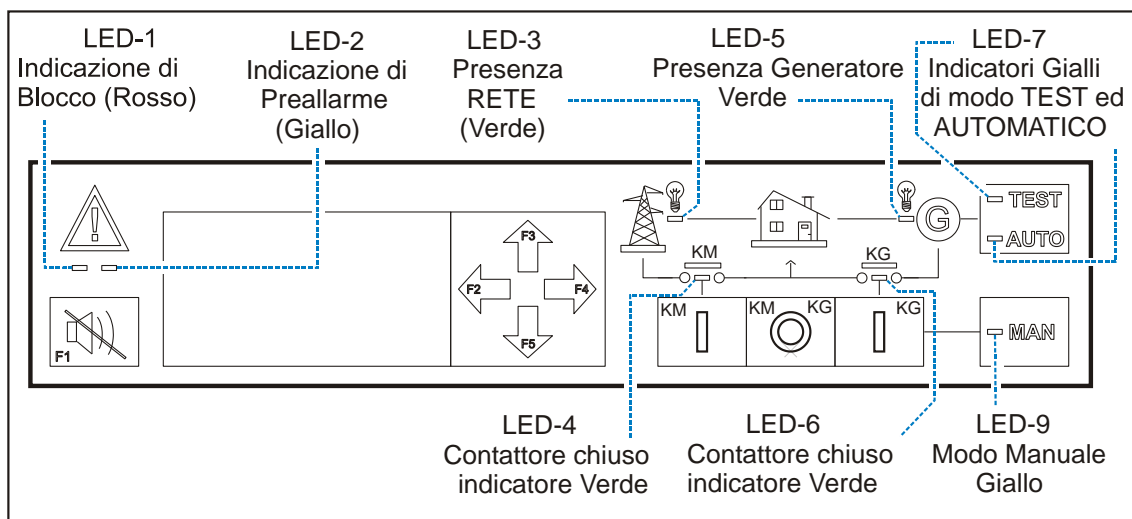 LED-1
Indicazione di
Blocco (Rosso)
LED-2
Indicazione di
Preallarme
(Giallo)
LED-3
Presenza
RETE
(Verde)
LED-5
Presenza Generatore
Verde
LED-7
Indicatori Gialli
di modo TEST ed
AUTOMATICO
F1
F3
F2
F4
F5
G
TEST
AUTO
KM
KG
KM
KM
KG
KG
MAN
LED-4
Contattore chiuso
indicatore Verde
LED-6
Contattore chiuso
indicatore Verde
LED-9
Modo Manuale
Giallo